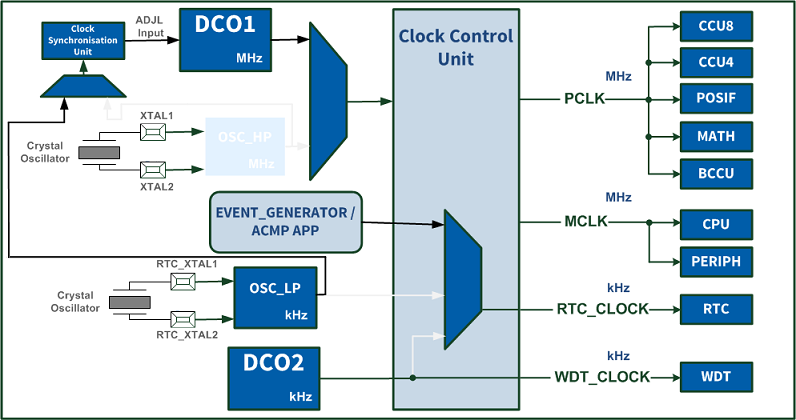 Clock
Synchronisation
Unit
ADJL
Input
DCO1
MHz
Clock Control
Unit
CCU8
MHz
CCU4
PCLK
POSIF
MATH
BCCU
XTAL1
Crystal
Oscillator
OSC_HP
MHz
XTAL2
EVENT_GENERATOR /
ACMP APP
MHz
MCLK
CPU
PERIPH
RTC_XTAL1
Crystal
Oscillator
OSC_LP
kHz
RTC_XTAL2
kHz
RTC_CLOCK
RTC
DCO2
kHz
kHz
WDT_CLOCK
WDT